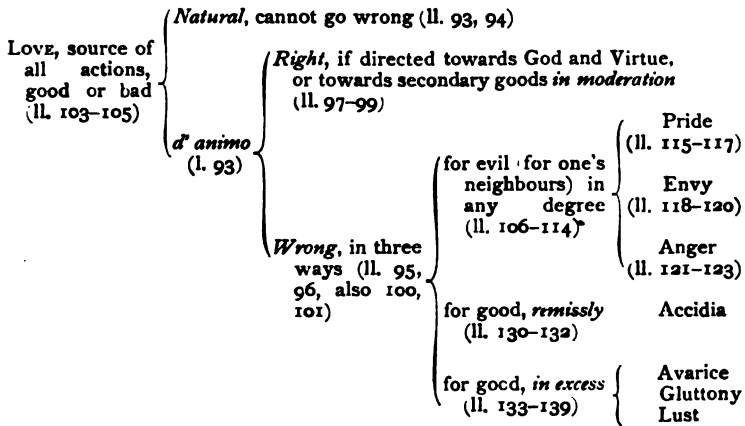 Natural, cannot go wrong (ll. 93, 94)
LOVE, source of
all actions,
good or bad
(ll. 103–105)
d' animo
(l. 93)
Right, if directed towards God and Virtue,
or towards secondary goods in moderation
(ll. 97–99)
Wrong, in three
ways (ll. 95,
96, also 100,
101)
for evil (for one's
neighbours) in
any degree
(ll. 106–114)
Pride
(ll. 115–117)
Envy
(ll. 118–120)
Anger
(ll. 121–123)
for good, remissly
(ll. 130–132)
Accidia
for gocd, in excess
(ll. 133–139)
Avarice
Gluttony
Lust